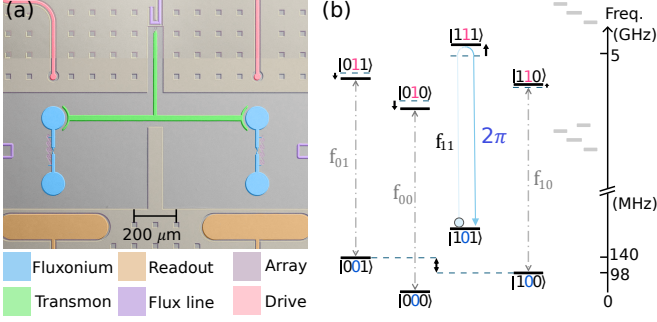 (a)
200 μm
Fluxonium
Readout
Array
Transmon
Flux line
Drive
(b)
Freq.
(GHz)
|111⟩
|011⟩
5
|010⟩
|110⟩
f₁₁
2π
f₀₁
f₀₀
f₁₀
(MHz)
|101⟩
140
|001⟩
98
|100⟩
|000⟩
0